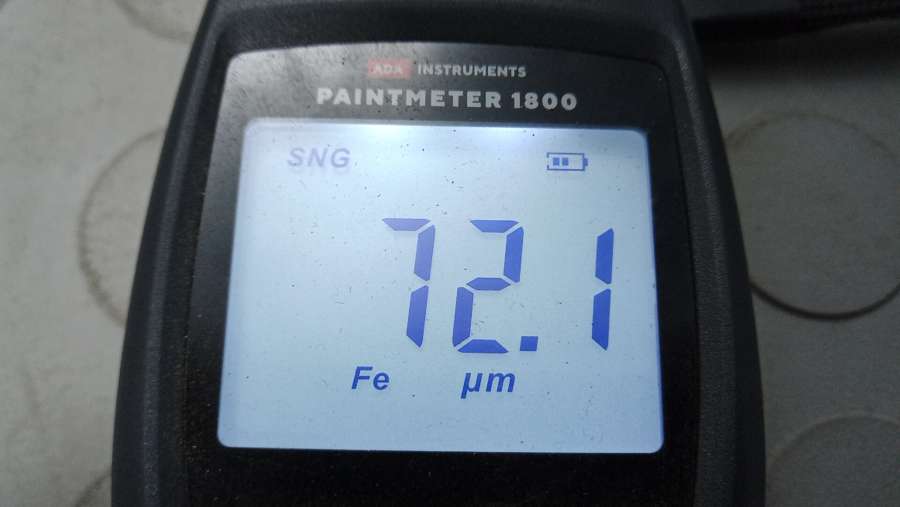 ADA INSTRUMENTS
PAINTMETER 1800
SNG
72.1
Fe µm